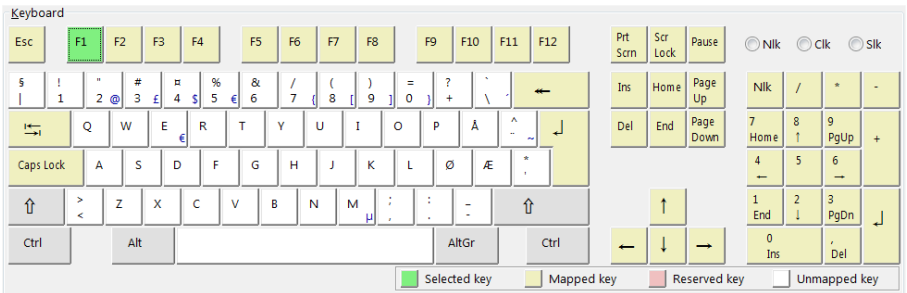 Keyboard
Esc F1 F2 F3 F4 F5 F6 F7 F8 F9 F10 F11 F12 Prt Scrn Scr Lock Pause Nlk Clk Slk
§ | ! 1 " 2 @ # 3 £ ¤ 4 $ % 5 € & 6 / 7 { ( 8 [ ) 9 ] = 0 } ? + ` \ ´ ← Ins Home Page Up Nlk / * -
Q W E € R T Y U I O P Å ^ ¨ ~ ↵ Del End Page Down 7 Home 8 ↑ 9 PgUp +
Caps Lock A S D F G H J K L Ø Æ * ' 4 ← 5 6 →
⇧ > < Z X C V B N M µ ; , : . _ - ⇧ ↑ 1 End 2 ↓ 3 PgDn ↵
Ctrl Alt AltGr Ctrl ← ↓ → 0 Ins , Del
Selected key Mapped key Reserved key Unmapped key